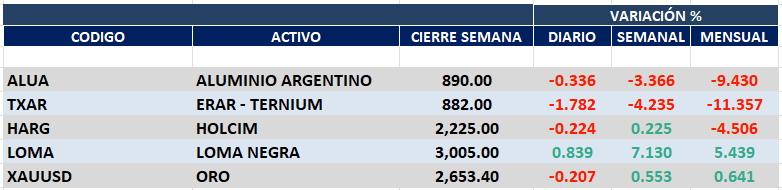 VARIACIÓN %
CODIGO ACTIVO CIERRE SEMANA DIARIO SEMANAL MENSUAL
ALUA ALUMINIO ARGENTINO 890.00 -0.336 -3.366 -9.430
TXAR ERAR - TERNIUM 882.00 -1.782 -4.235 -11.357
HARG HOLCIM 2,225.00 -0.224 0.225 -4.506
LOMA LOMA NEGRA 3,005.00 0.839 7.130 5.439
XAUUSD ORO 2,653.40 -0.207 0.553 0.641